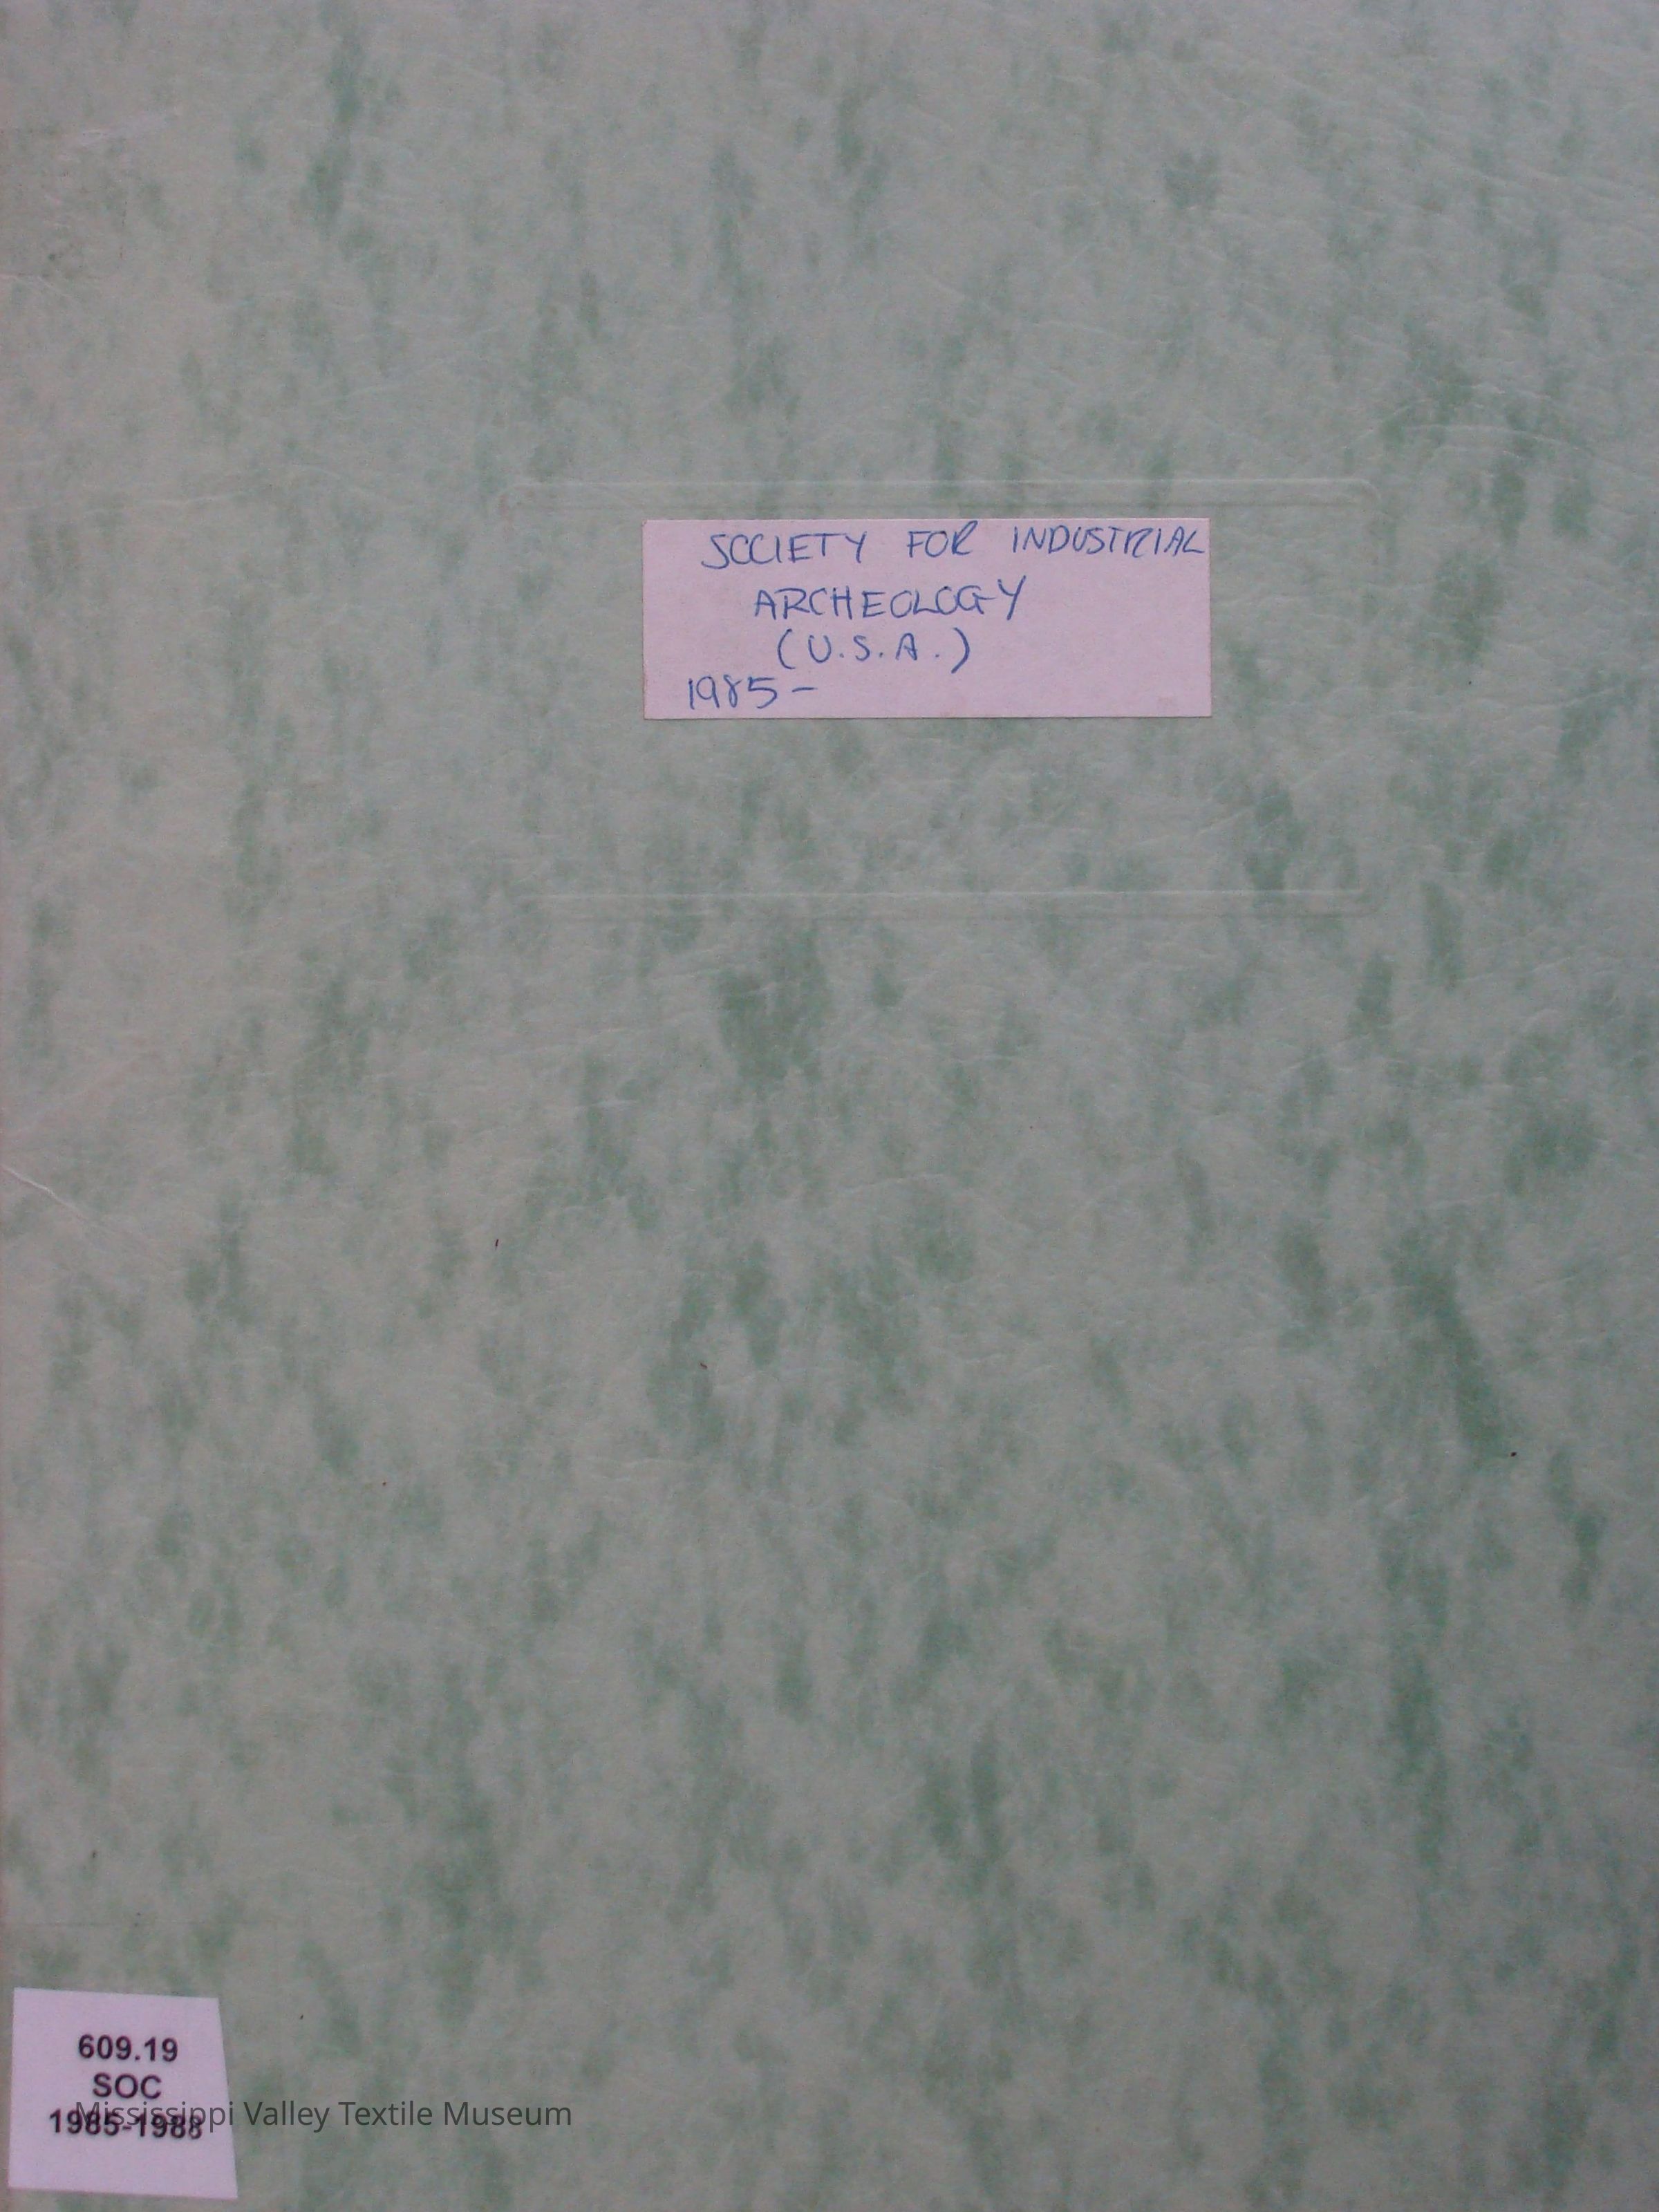 SOCIETY FOR INDUSTRIAL
ARCHEOLOGY
(U.S.A.)
1985-
609.19
SOC
1985-1988
Mississippi Valley Textile Museum